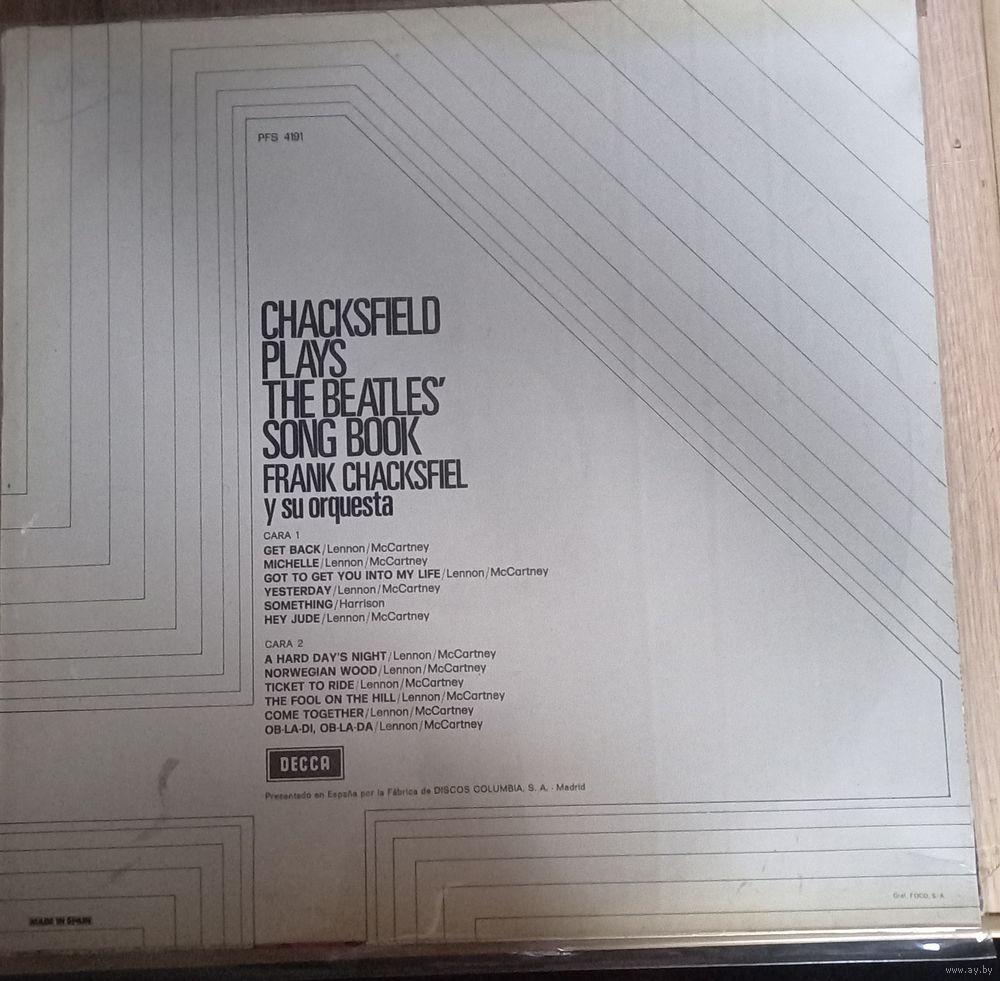 PFS 4191
CHACKSFIELD
PLAYS
THE BEATLES'
SONG BOOK
FRANK CHACKSFIEL
y su orquesta
CARA 1
GET BACK/Lennon/McCartney
MICHELLE/Lennon/McCartney
GOT TO GET YOU INTO MY LIFE/Lennon/McCartney
YESTERDAY/Lennon/McCartney
SOMETHING/Harrison
HEY JUDE/Lennon/McCartney
CARA 2
A HARD DAY'S NIGHT/Lennon/McCartney
NORWEGIAN WOOD/Lennon/McCartney
TICKET TO RIDE/Lennon/McCartney
THE FOOL ON THE HILL/Lennon/McCartney
COME TOGETHER/Lennon/McCartney
OB-LA-DI, OB-LA-DA/Lennon/McCartney
DECCA
Presentado en España por la Fábrica de DISCOS COLUMBIA, S. A. - Madrid
Graf. FOCO, S. A.
MADE IN SPAIN
www.ay.by